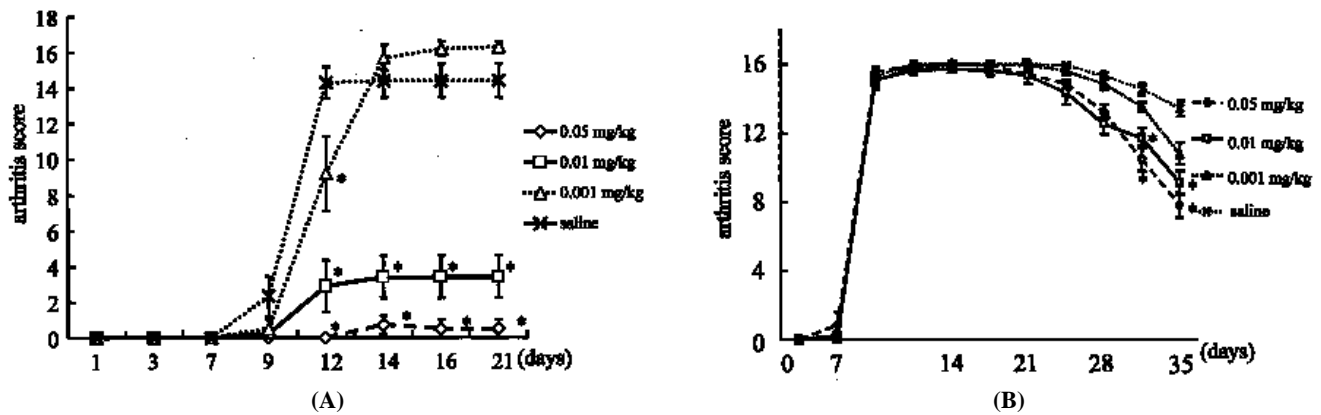 18
16
14
12
10
8
6
4
2
0
arthritis score
1 3 7 9 12 14 16 21 (days)
0.05 mg/kg
0.01 mg/kg
0.001 mg/kg
saline
* * * * * * * * *
(A)
16
12
8
4
0
arthritis score
0 7 14 21 28 35 (days)
0.05 mg/kg
0.01 mg/kg
0.001 mg/kg
saline
* * * *
(B)